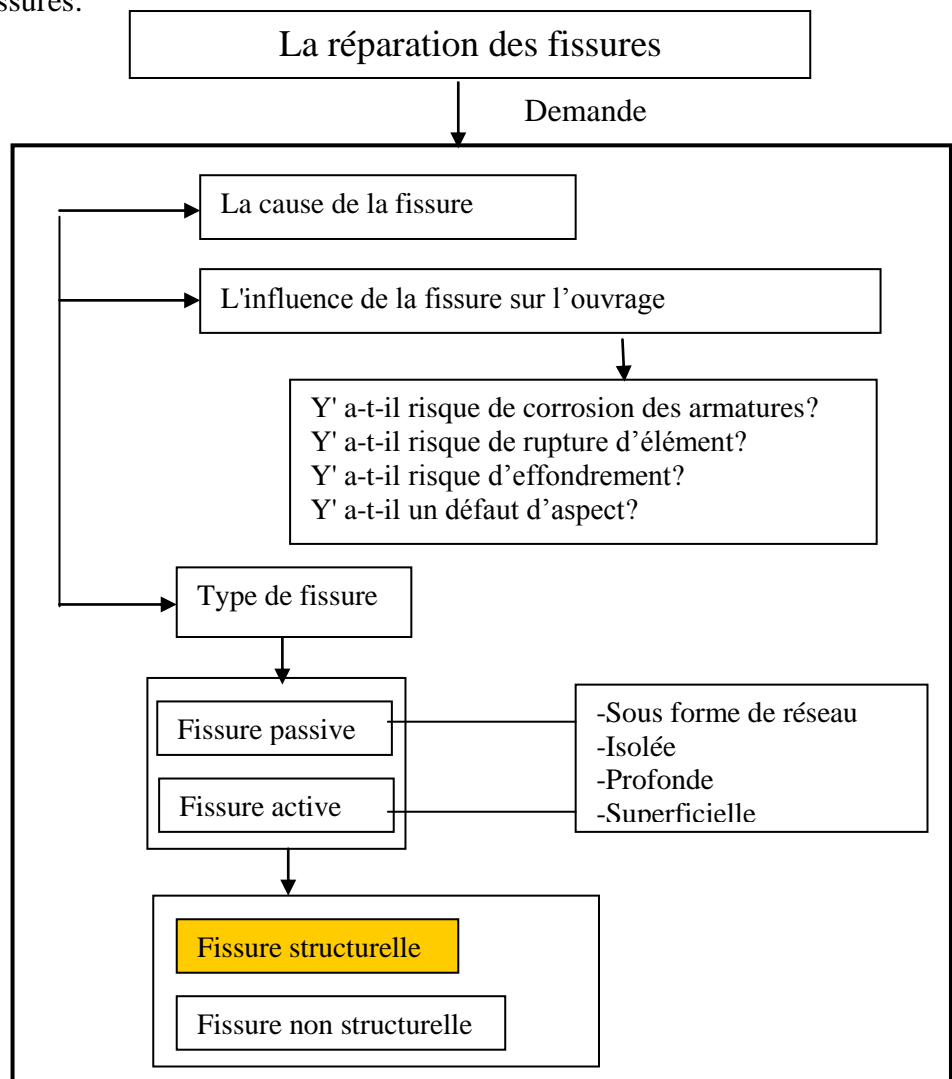 ssures.
La réparation des fissures
Demande
La cause de la fissure
L'influence de la fissure sur l’ouvrage
Y' a-t-il risque de corrosion des armatures?
Y' a-t-il risque de rupture d’élément?
Y' a-t-il risque d’effondrement?
Y' a-t-il un défaut d’aspect?
Type de fissure
Fissure passive
Fissure active
-Sous forme de réseau
-Isolée
-Profonde
-Superficielle
Fissure structurelle
Fissure non structurelle